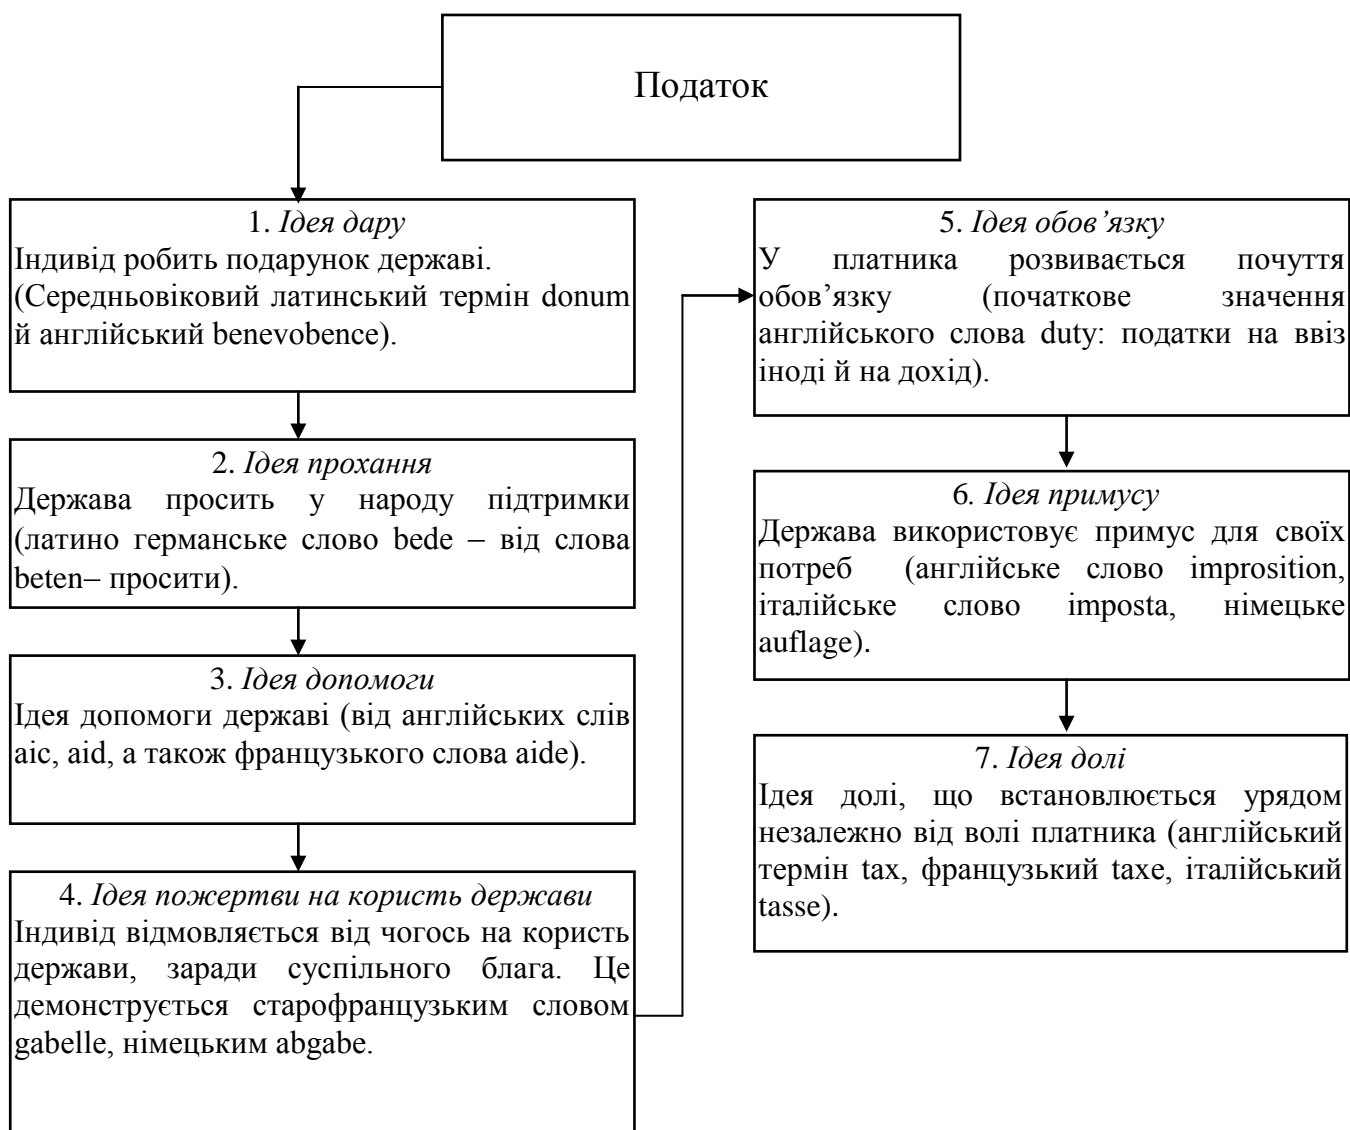 Податок
1. Ідея дару
Індивід робить подарунок державі.
(Середньовіковий латинський термін donum
й англійський benevobence).
2. Ідея прохання
Держава просить у народу підтримки
(латино германське слово bede – від слова
beten– просити).
3. Ідея допомоги
Ідея допомоги державі (від англійських слів
aic, aid, а також французького слова aide).
4. Ідея пожертви на користь держави
Індивід відмовляється від чогось на користь
держави, заради суспільного блага. Це
демонструється старофранцузьким словом
gabelle, німецьким abgabe.
5. Ідея обов’язку
У платника розвивається почуття
обов’язку (початкове значення
англійського слова duty: податки на ввіз
іноді й на дохід).
6. Ідея примусу
Держава використовує примус для своїх
потреб (англійське слово improsition,
італійське слово imposta, німецьке
auflage).
7. Ідея долі
Ідея долі, що встановлюється урядом
незалежно від волі платника (англійський
термін tax, французький taxe, італійський
tasse).